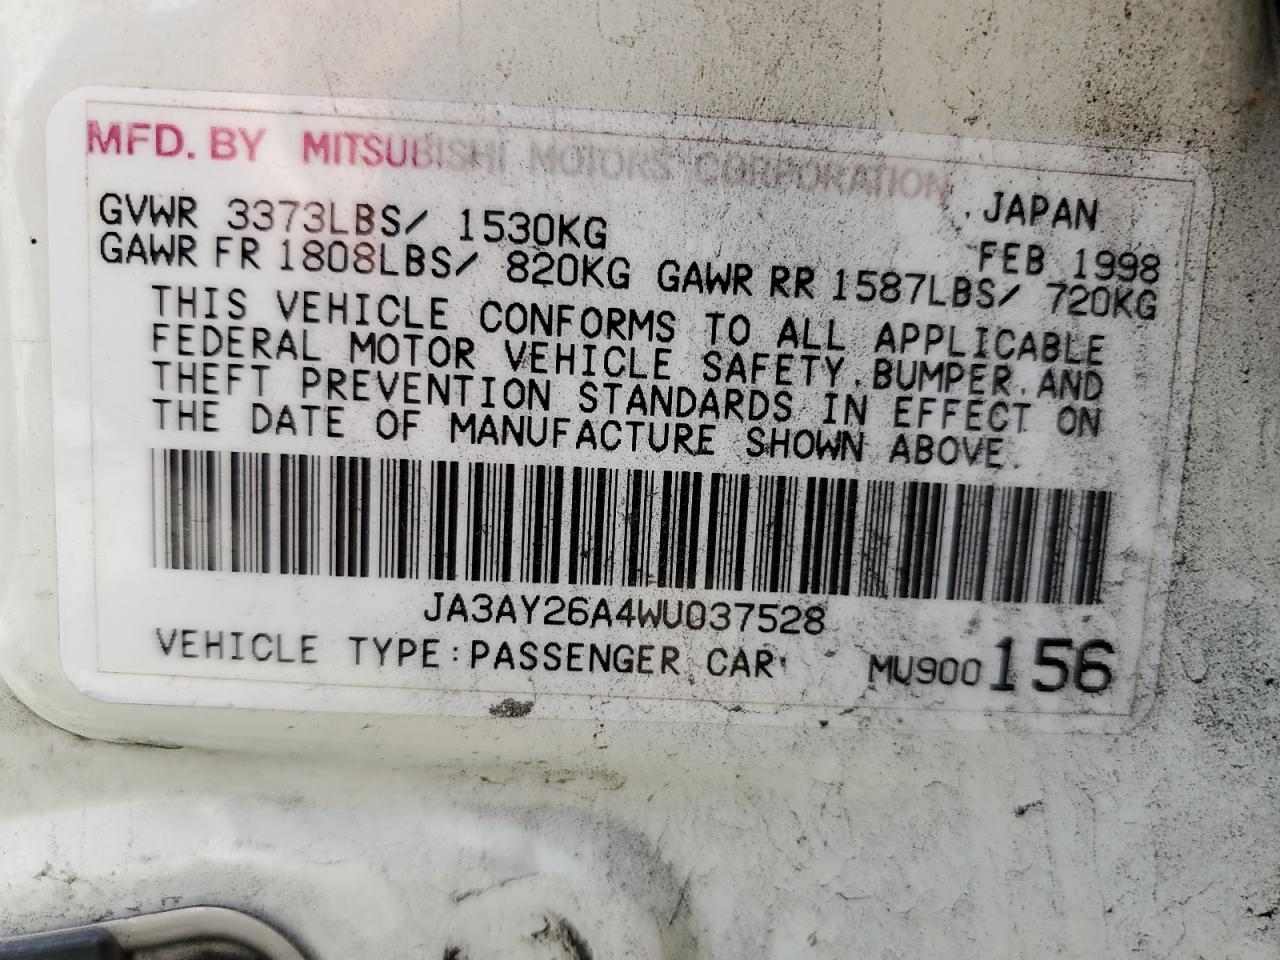 MFD. BY MITSUBISHI MOTORS CORPORATION
JAPAN
GVWR 3373LBS/ 1530KG
FEB 1998
GAWR FR 1808LBS/ 820KG GAWR RR 1587LBS/ 720KG
THIS VEHICLE CONFORMS TO ALL APPLICABLE
FEDERAL MOTOR VEHICLE SAFETY, BUMPER, AND
THEFT PREVENTION STANDARDS IN EFFECT ON
THE DATE OF MANUFACTURE SHOWN ABOVE.
JA3AY26A4WU037528
VEHICLE TYPE:PASSENGER CAR
MU900156